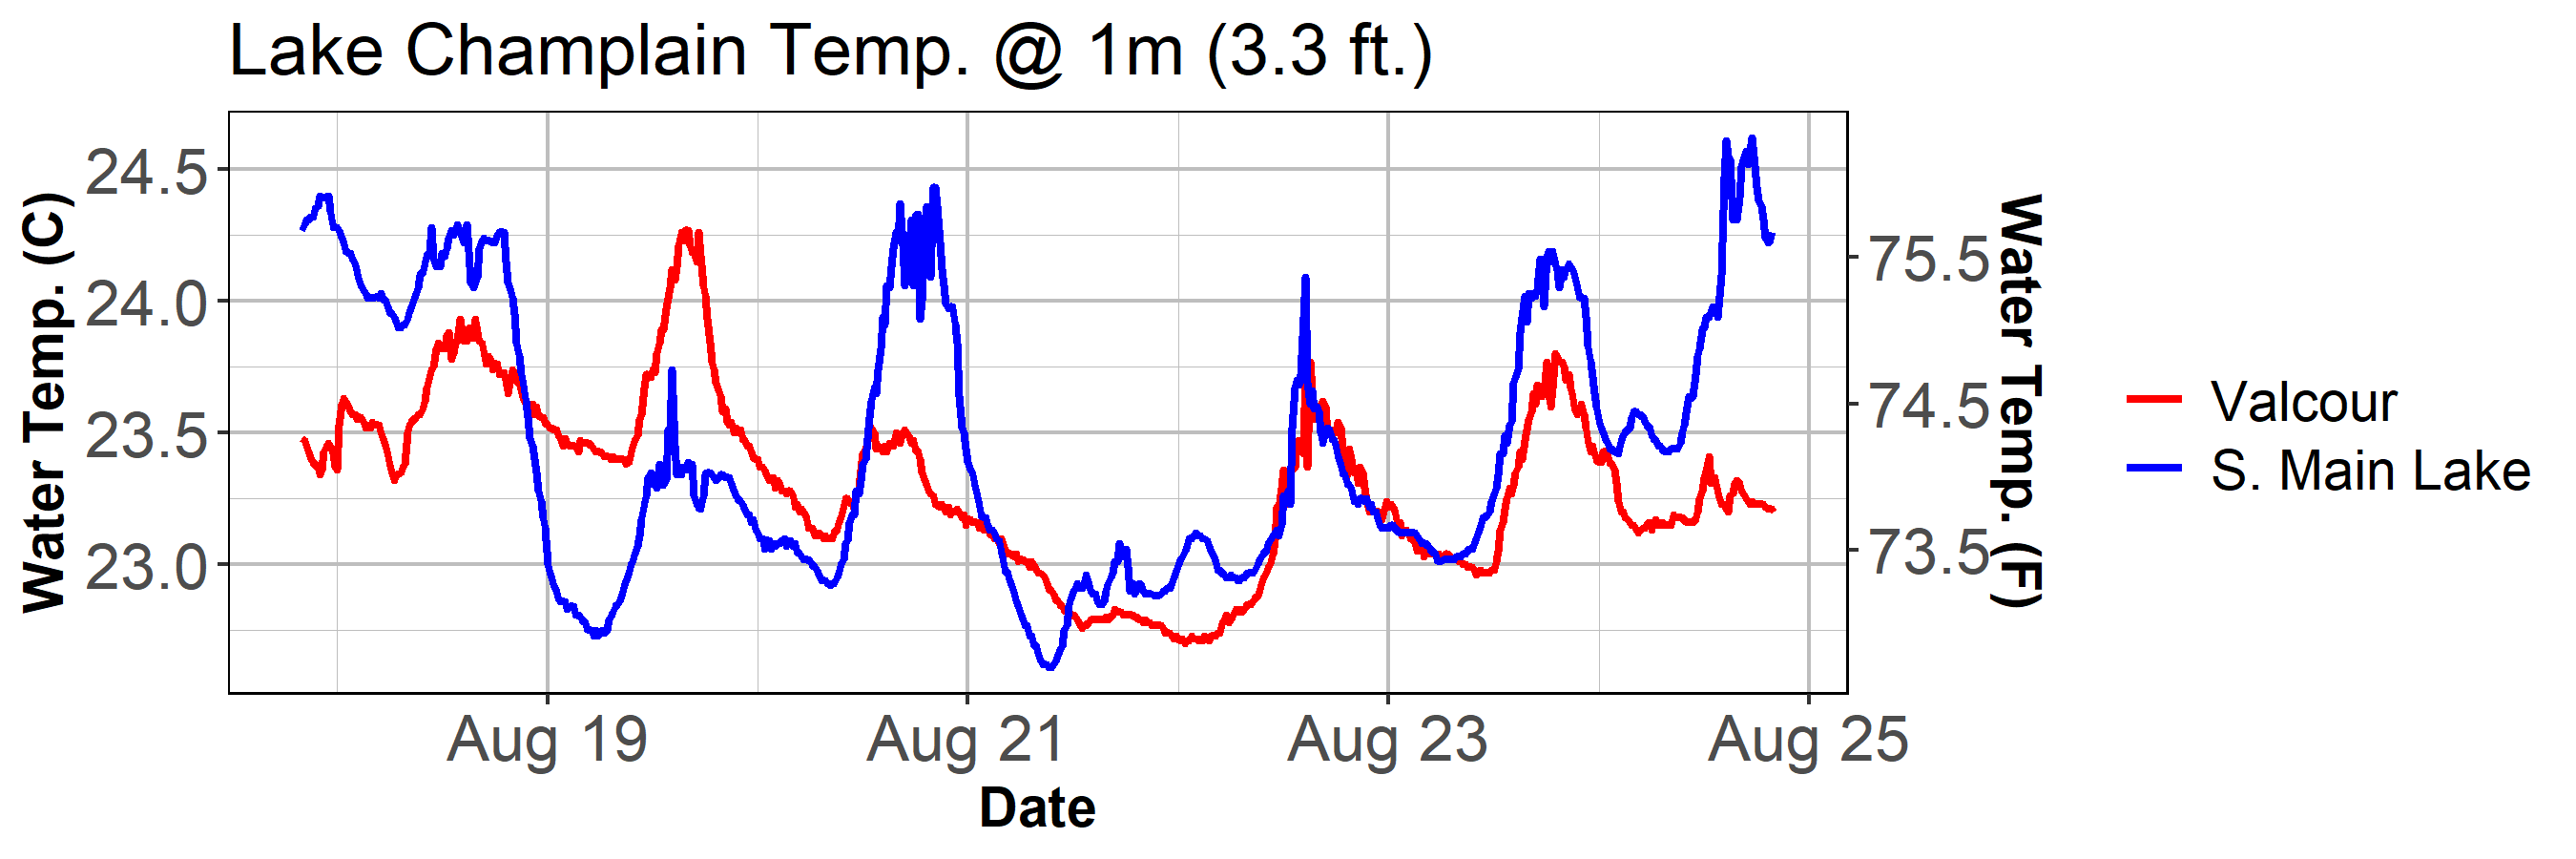 Lake Champlain Temp. @ 1m (3.3 ft.)
Water Temp. (C)
24.5
24.0
23.5
23.0
75.5
74.5
73.5
Water Temp. (F)
Valcour
S. Main Lake
Aug 19
Aug 21
Aug 23
Aug 25
Date